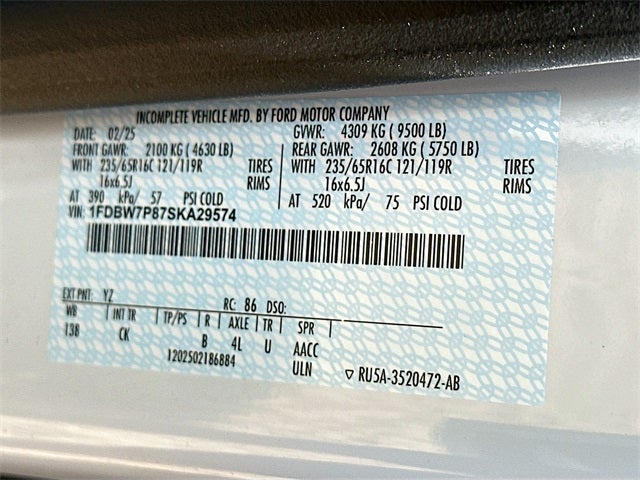 INCOMPLETE VEHICLE MFD. BY FORD MOTOR COMPANY
DATE: 02/25 GVWR: 4309 KG ( 9500 LB)
FRONT GAWR: 2100 KG ( 4630 LB) REAR GAWR: 2608 KG ( 5750 LB)
WITH 235/65R16C 121/119R TIRES WITH 235/65R16C 121/119R TIRES
16x6.5J RIMS 16x6.5J RIMS
AT 390 kPa/ 57 PSI COLD AT 520 kPa/ 75 PSI COLD
VIN: 1FDBW7P87SKA29574
EXT PNT: YZ RC: 86 DSO:
WB INT TR TP/PS R AXLE TR SPR
138 CK B 4L U AACC
1202502186884 ULN ▽ RU5A-3520472-AB